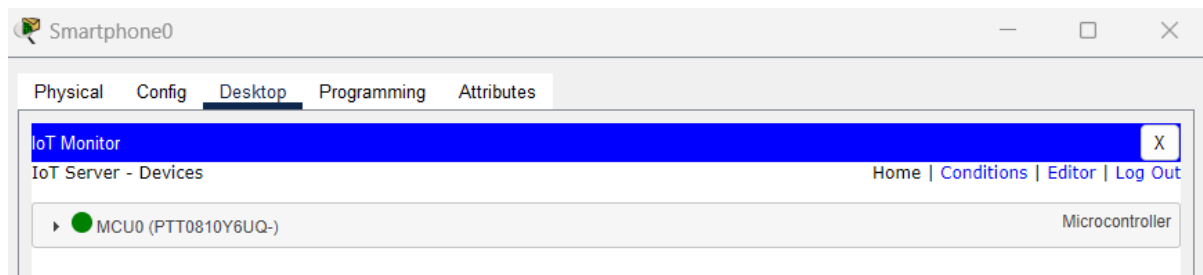 Smartphone0
Physical Config Desktop Programming Attributes
IoT Monitor X
IoT Server - Devices Home | Conditions | Editor | Log Out
MCU0 (PTT0810Y6UQ-) Microcontroller